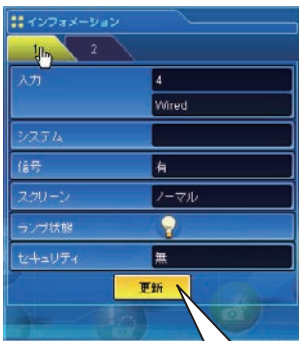 インフォメーション
1 2
入力 4
Wired
システム
信号 有
スクリーン ノーマル
ランプ状態
セキュリティ 無
更新